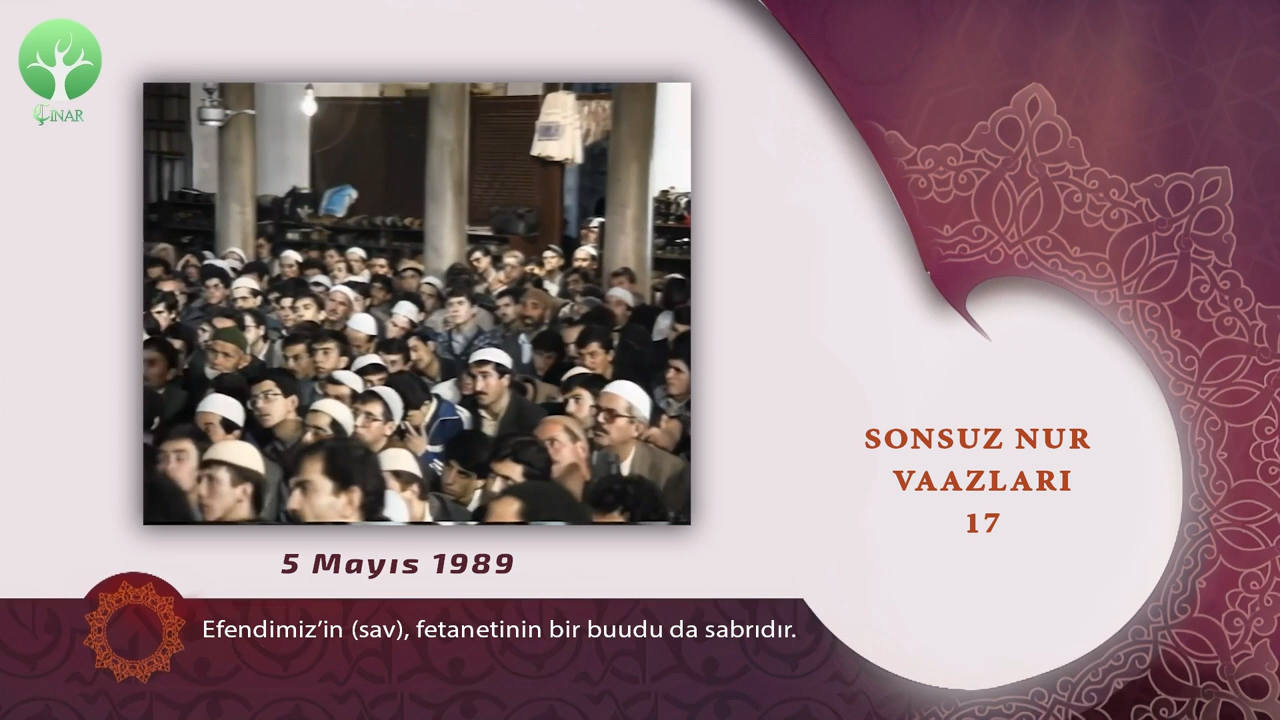 ÇINAR
SONSUZ NUR
VAAZLARI
17
5 Mayıs 1989
Efendimiz’in (sav), fetanetinin bir buudu da sabrıdır.